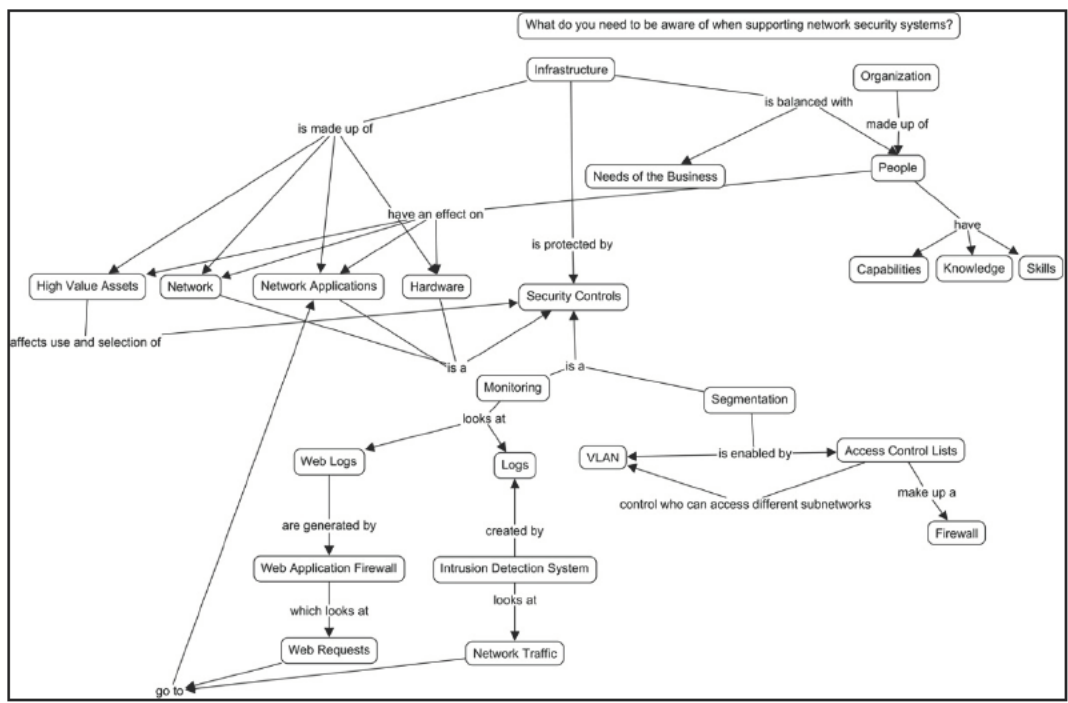 What do you need to be aware of when supporting network security systems?
Infrastructure
Organization
is balanced with
is made up of
made up of
Needs of the Business
People
have an effect on
have
is protected by
High Value Assets
Network
Network Applications
Hardware
Security Controls
Capabilities
Knowledge
Skills
affects use and selection of
is a
is a
Monitoring
Segmentation
looks at
Web Logs
Logs
VLAN
is enabled by
Access Control Lists
control who can access different subnetworks
make up a
Firewall
are generated by
created by
Web Application Firewall
Intrusion Detection System
which looks at
looks at
Web Requests
Network Traffic
go to